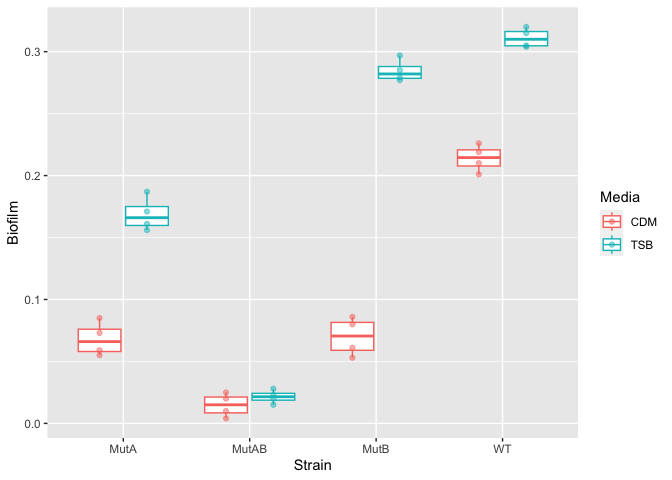 Biofilm
0.3
0.2
0.1
0.0
MutA
MutAB
MutB
WT
Strain
Media
CDM
TSB